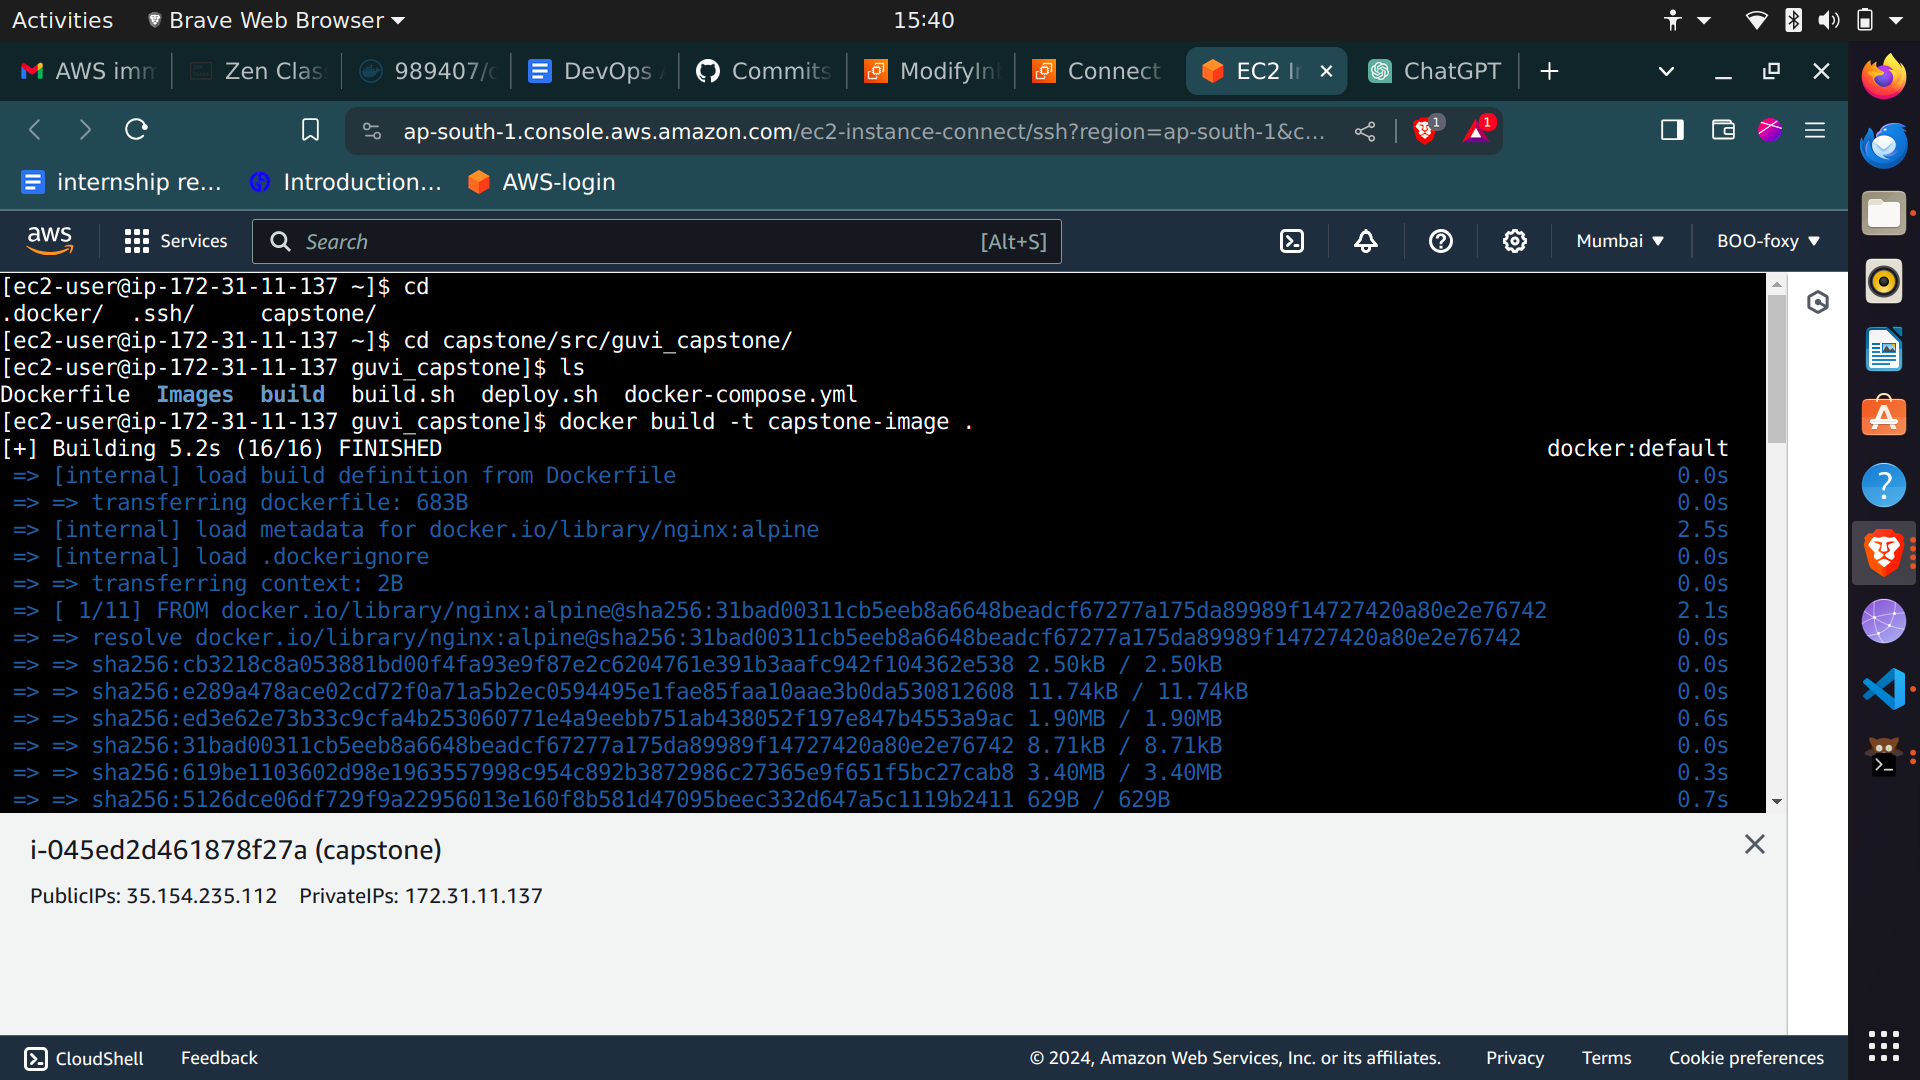 Activities Brave Web Browser 15:40
AWS imm Zen Clas 989407/c DevOps Commits ModifyIn Connect EC2 In ChatGPT
ap-south-1.console.aws.amazon.com/ec2-instance-connect/ssh?region=ap-south-1&c... 1 1
internship re... Introduction... AWS-login
aws Services Search [Alt+S] Mumbai BOO-foxy
[ec2-user@ip-172-31-11-137 ~]$ cd
.docker/ .ssh/ capstone/
[ec2-user@ip-172-31-11-137 ~]$ cd capstone/src/guvi_capstone/
[ec2-user@ip-172-31-11-137 guvi_capstone]$ ls
Dockerfile Images build build.sh deploy.sh docker-compose.yml
[ec2-user@ip-172-31-11-137 guvi_capstone]$ docker build -t capstone-image .
[+] Building 5.2s (16/16) FINISHED docker:default
=> [internal] load build definition from Dockerfile 0.0s
=> => transferring dockerfile: 683B 0.0s
=> [internal] load metadata for docker.io/library/nginx:alpine 2.5s
=> [internal] load .dockerignore 0.0s
=> => transferring context: 2B 0.0s
=> [ 1/11] FROM docker.io/library/nginx:alpine@sha256:31bad00311cb5eeb8a6648beadcf67277a175da89989f14727420a80e2e76742 2.1s
=> => resolve docker.io/library/nginx:alpine@sha256:31bad00311cb5eeb8a6648beadcf67277a175da89989f14727420a80e2e76742 0.0s
=> => sha256:cb3218c8a053881bd00f4fa93e9f87e2c6204761e391b3aafc942f104362e538 2.50kB / 2.50kB 0.0s
=> => sha256:e289a478ace02cd72f0a71a5b2ec0594495e1fae85faa10aae3b0da530812608 11.74kB / 11.74kB 0.0s
=> => sha256:ed3e62e73b33c9cfa4b253060771e4a9eebb751ab438052f197e847b4553a9ac 1.90MB / 1.90MB 0.6s
=> => sha256:31bad00311cb5eeb8a6648beadcf67277a175da89989f14727420a80e2e76742 8.71kB / 8.71kB 0.0s
=> => sha256:619be1103602d98e1963557998c954c892b3872986c27365e9f651f5bc27cab8 3.40MB / 3.40MB 0.3s
=> => sha256:5126dce06df729f9a22956013e160f8b581d47095beec332d647a5c1119b2411 629B / 629B 0.7s
i-045ed2d461878f27a (capstone)
PublicIPs: 35.154.235.112 PrivateIPs: 172.31.11.137
CloudShell Feedback © 2024, Amazon Web Services, Inc. or its affiliates. Privacy Terms Cookie preferences